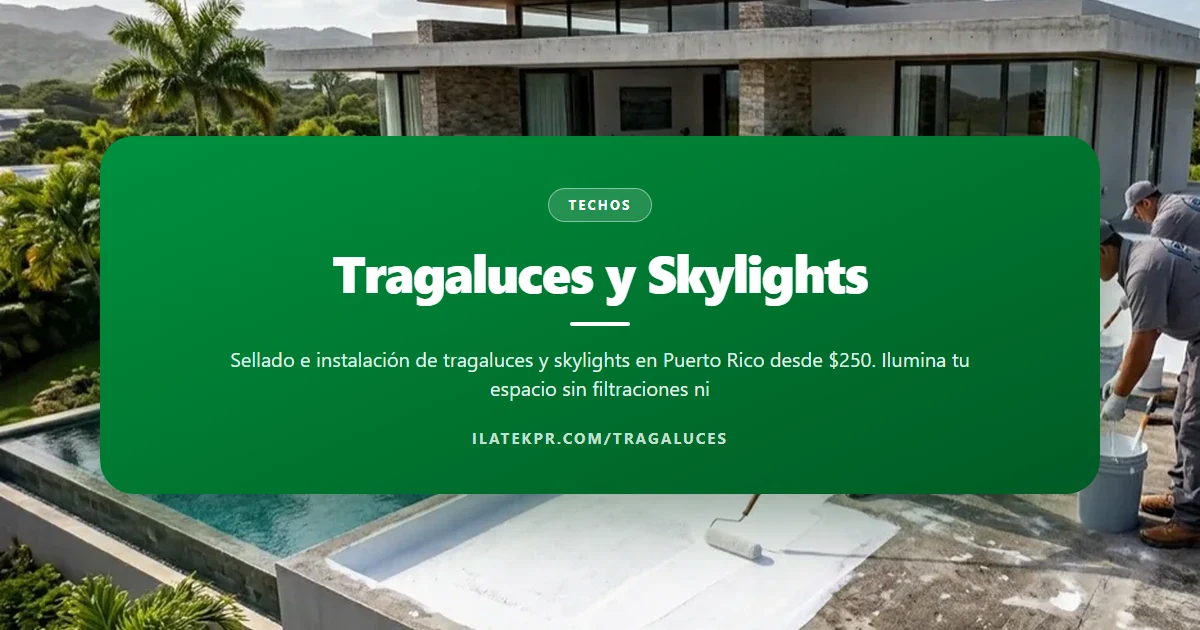 TECHOS
Tragaluces y Skylights
Sellado e instalación de tragaluces y skylights en Puerto Rico desde $250. Ilumina tu
espacio sin filtraciones ni
ILATEKPR.COM/TRAGALUCES